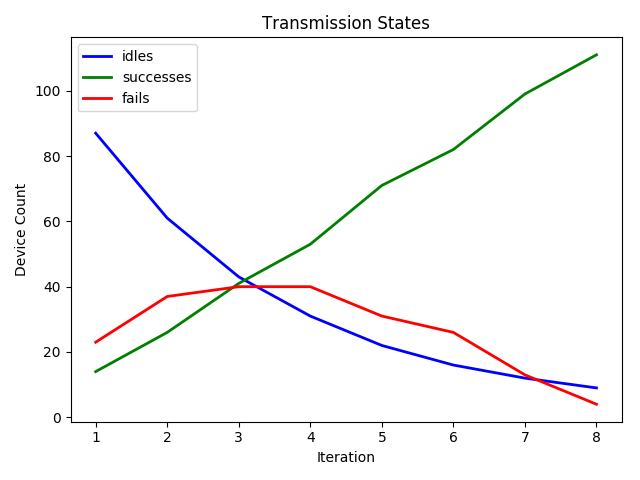 Transmission States
idles
successes
fails
Device Count
100
80
60
40
20
0
1 2 3 4 5 6 7 8
Iteration